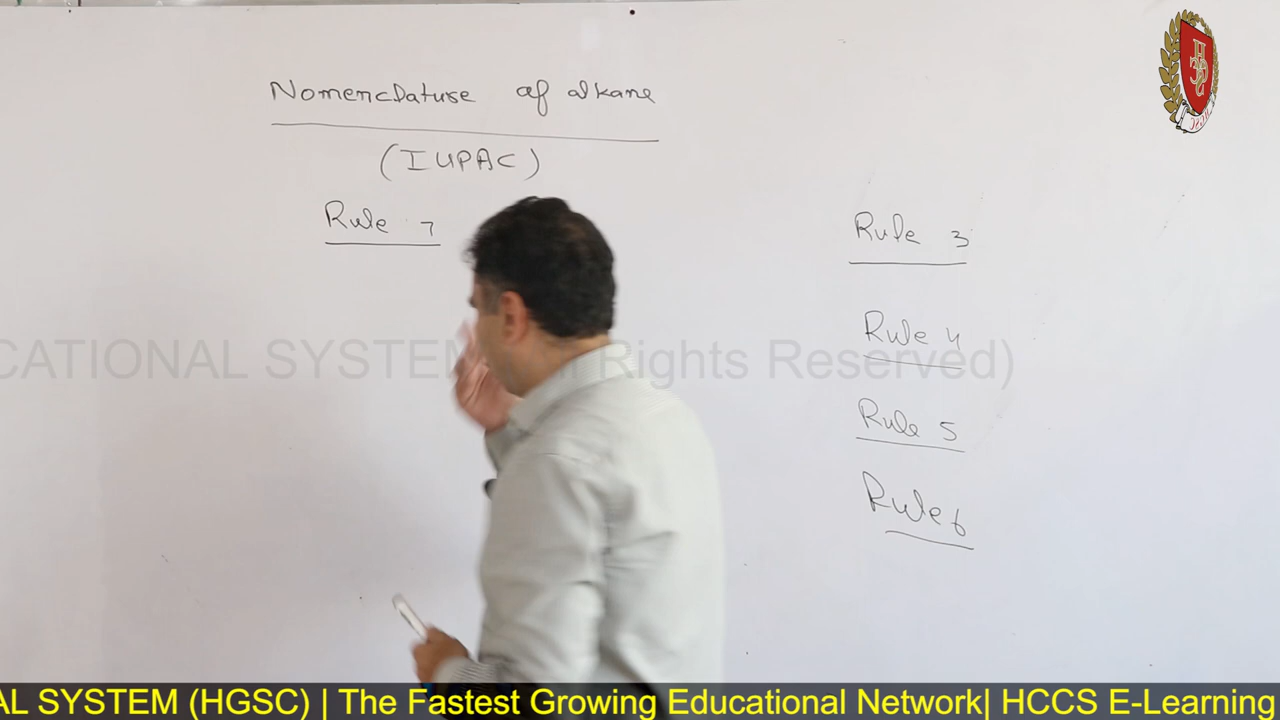 Nomenclature of alkane
(IUPAC)
Rule 7
Rule 3
Rule 4
Rule 5
Rule 6
CATIONAL SYSTEM Rights Reserved)
AL SYSTEM (HGSC) | The Fastest Growing Educational Network| HCCS E-Learning